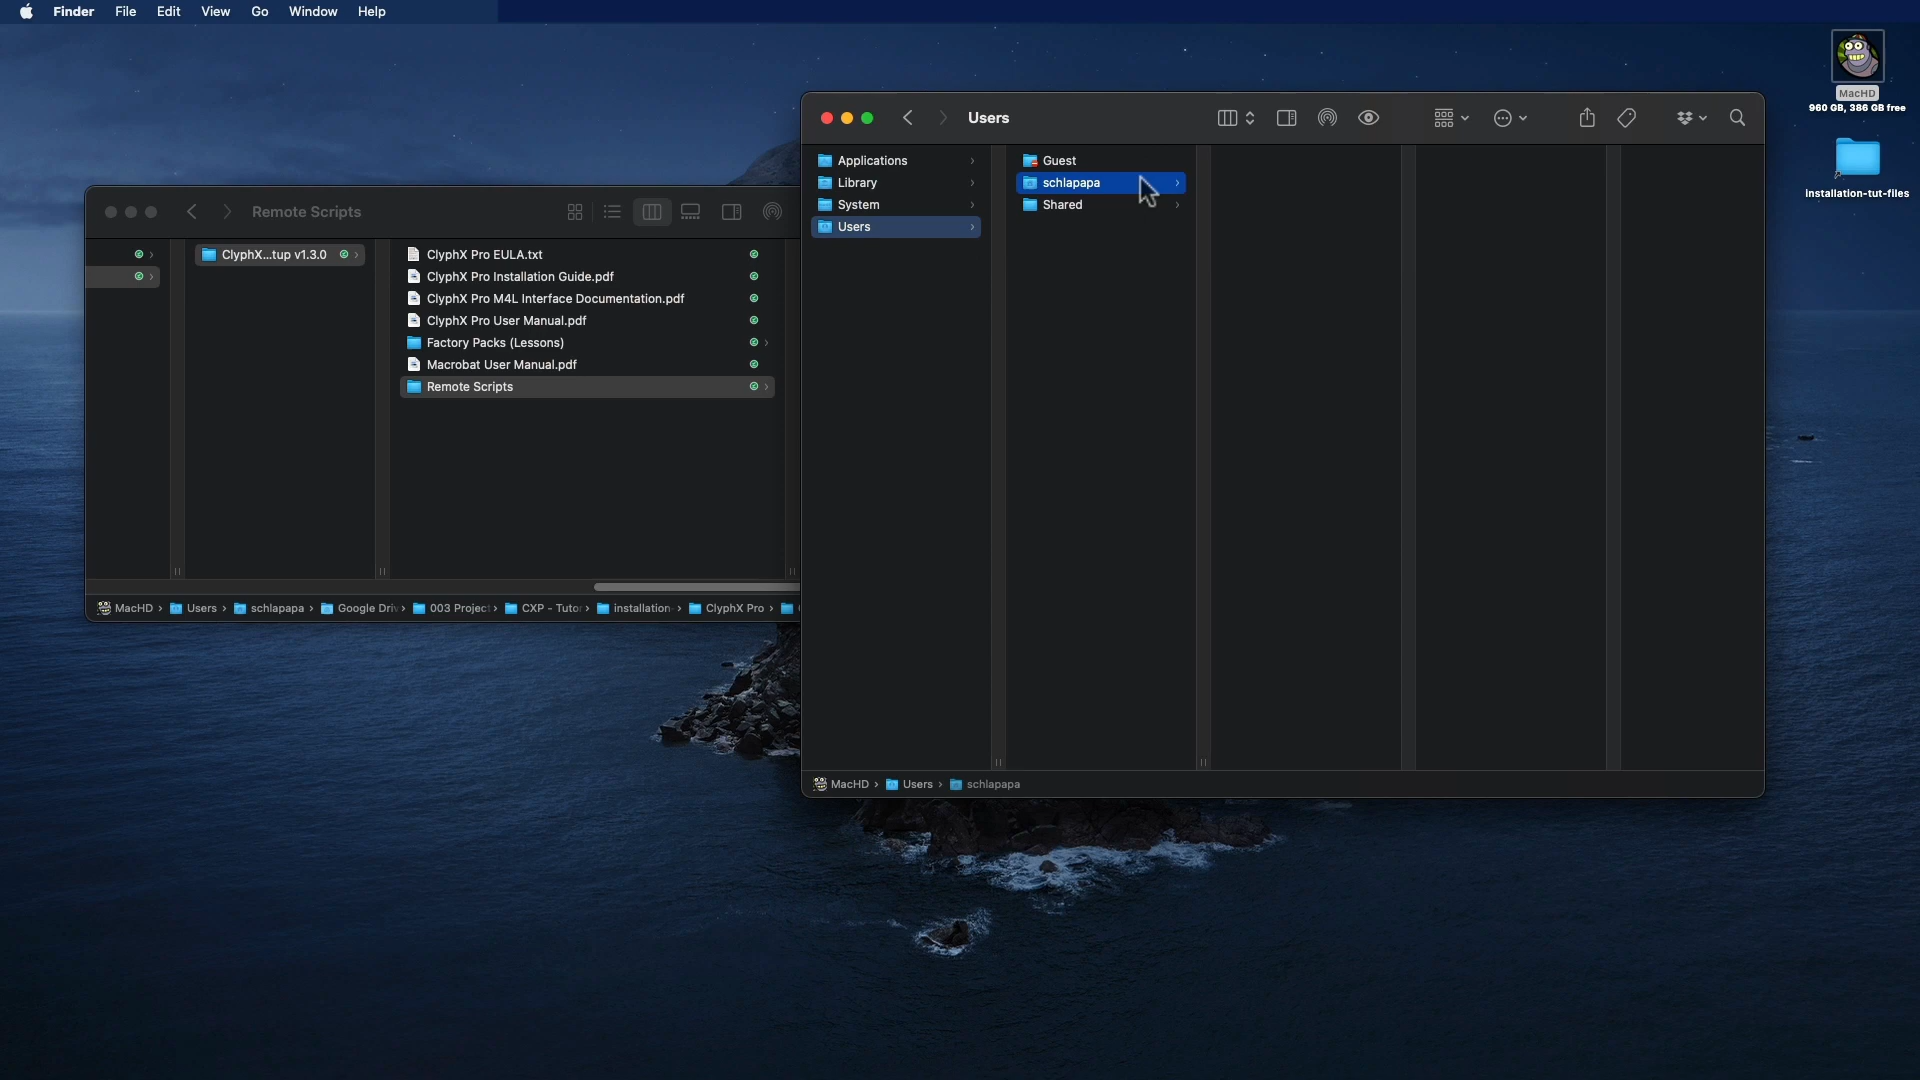 Finder File Edit View Go Window Help
MacHD
960 GB, 386 GB free
installation-tut-files
Remote Scripts
ClyphX...tup v1.3.0
ClyphX Pro EULA.txt
ClyphX Pro Installation Guide.pdf
ClyphX Pro M4L Interface Documentation.pdf
ClyphX Pro User Manual.pdf
Factory Packs (Lessons)
Macrobat User Manual.pdf
Remote Scripts
MacHD › Users › schlapapa › Google Driv › 003 Project › CXP - Tutor › installation- › ClyphX Pro ›
Users
Applications
Library
System
Users
Guest
schlapapa
Shared
MacHD › Users › schlapapa